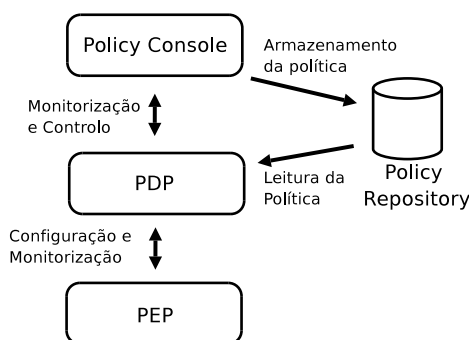 Policy Console
Armazenamento
da política
Monitorização
e Controlo
PDP
Leitura da
Política
Policy
Repository
Configuração e
Monitorização
PEP